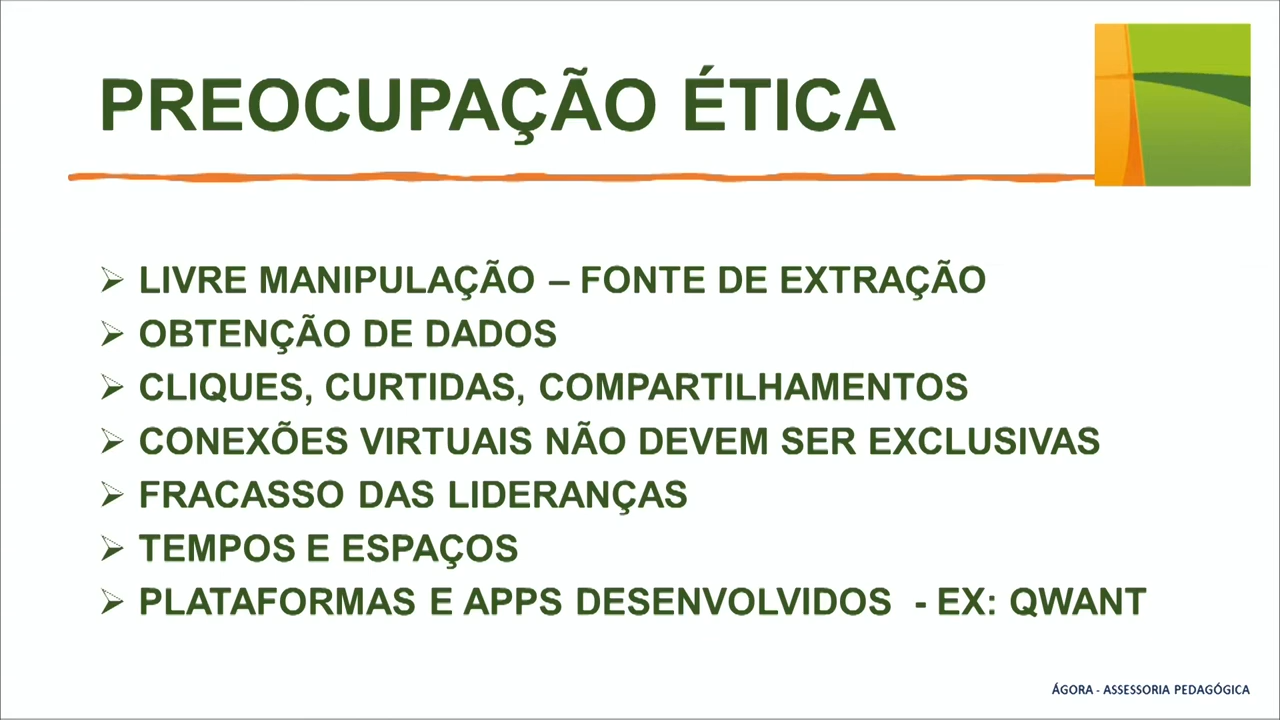 PREOCUPAÇÃO ÉTICA
➢ LIVRE MANIPULAÇÃO – FONTE DE EXTRAÇÃO
➢ OBTENÇÃO DE DADOS
➢ CLIQUES, CURTIDAS, COMPARTILHAMENTOS
➢ CONEXÕES VIRTUAIS NÃO DEVEM SER EXCLUSIVAS
➢ FRACASSO DAS LIDERANÇAS
➢ TEMPOS E ESPAÇOS
➢ PLATAFORMAS E APPS DESENVOLVIDOS - EX: QWANT
ÁGORA - ASSESSORIA PEDAGÓGICA